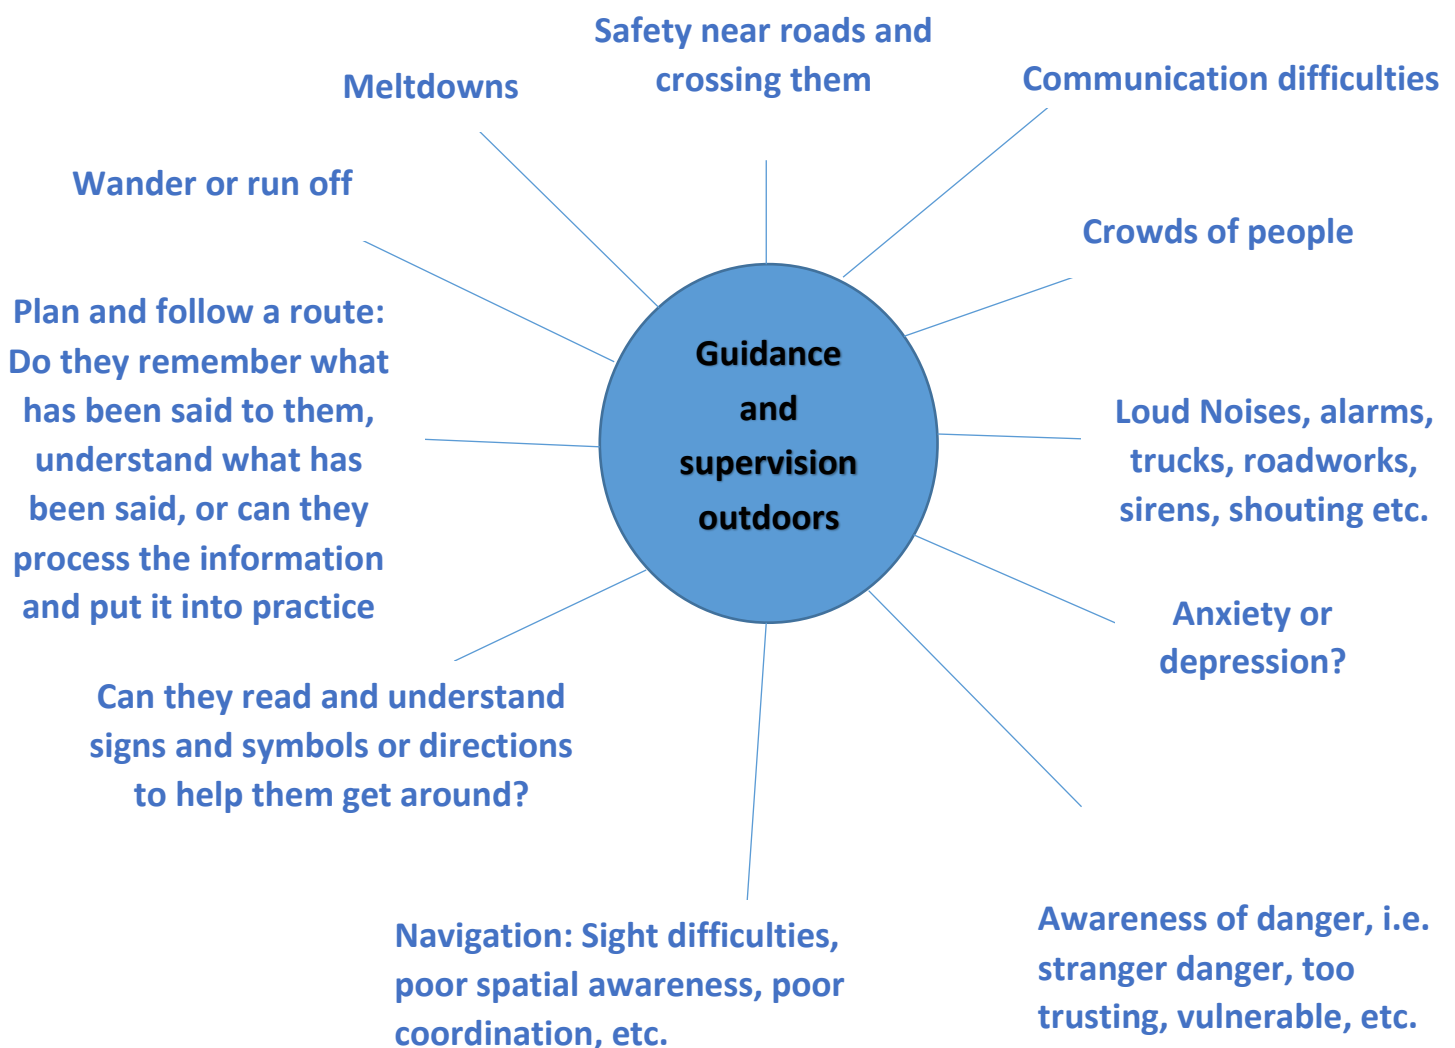 Safety near roads and
crossing them
Meltdowns
Communication difficulties
Wander or run off
Crowds of people
Plan and follow a route:
Do they remember what
has been said to them,
understand what has
been said, or can they
process the information
and put it into practice
Guidance
and
supervision
outdoors
Loud Noises, alarms,
trucks, roadworks,
sirens, shouting etc.
Anxiety or
depression?
Can they read and understand
signs and symbols or directions
to help them get around?
Navigation: Sight difficulties,
poor spatial awareness, poor
coordination, etc.
Awareness of danger, i.e.
stranger danger, too
trusting, vulnerable, etc.